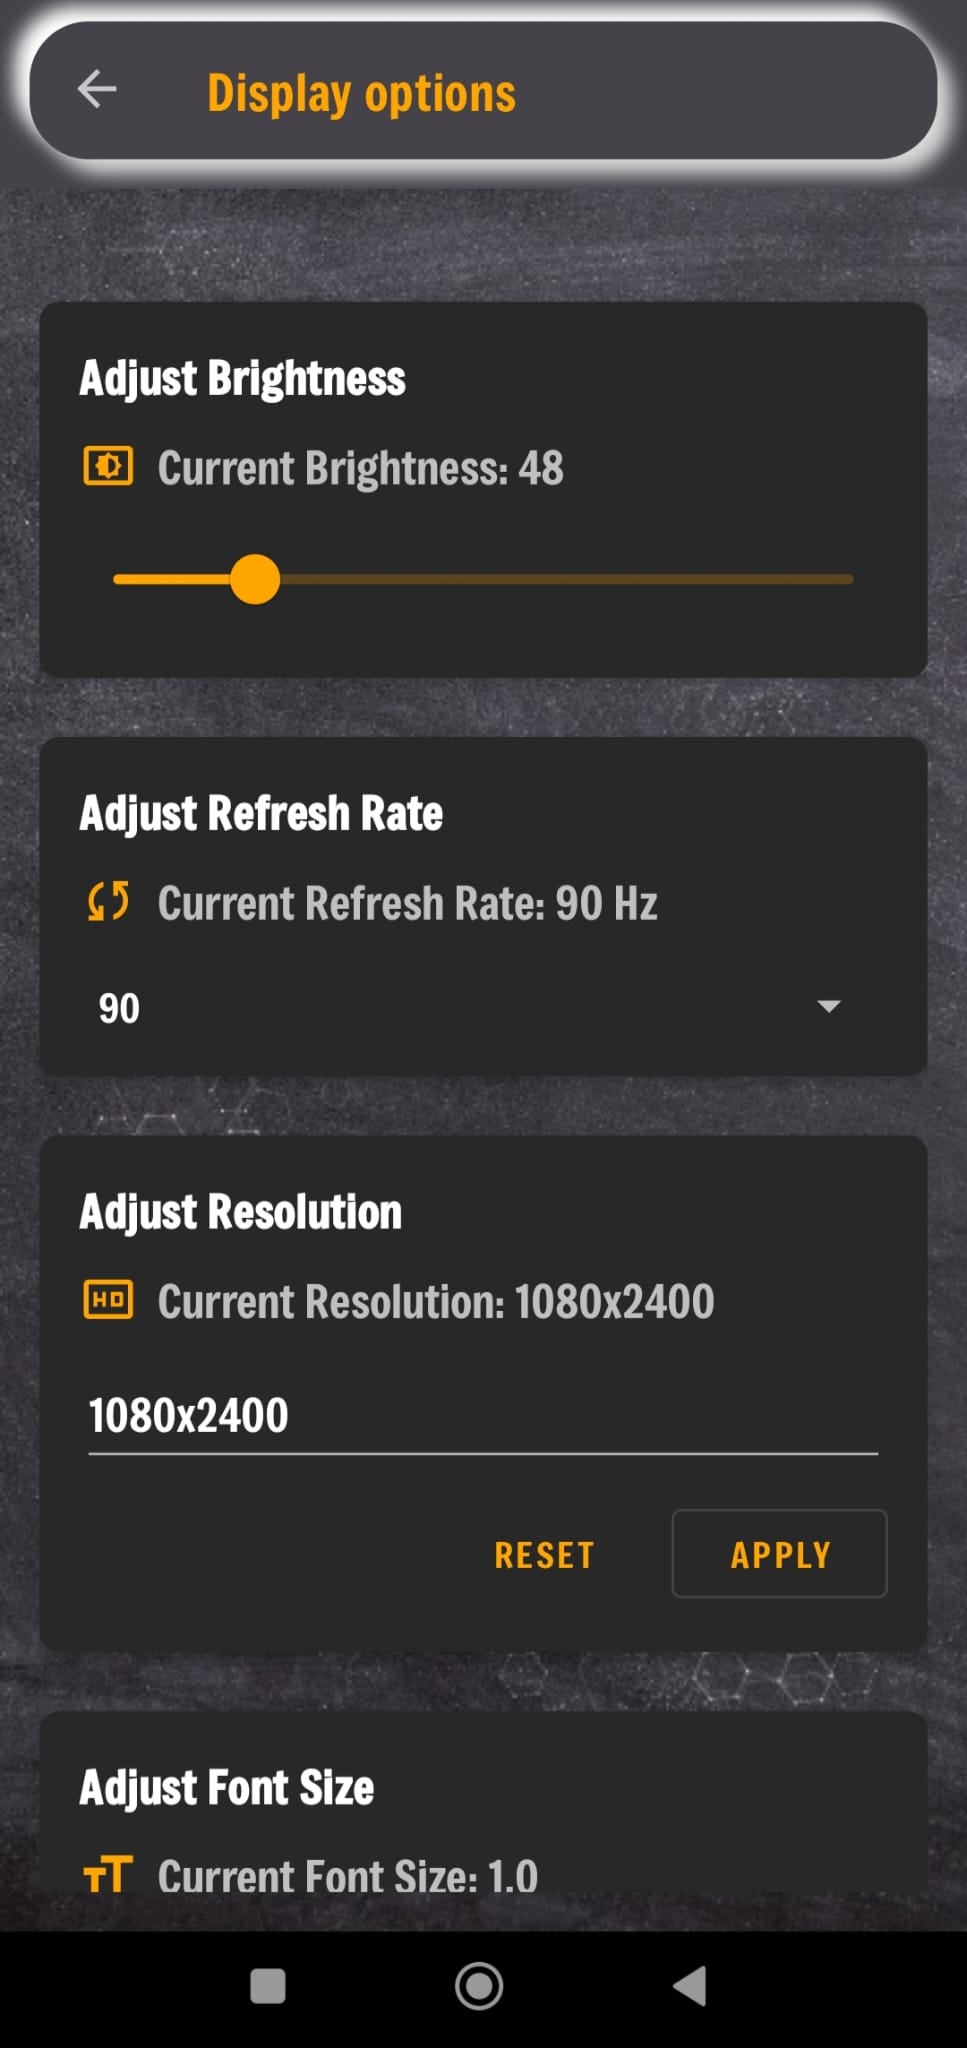 Display options
Adjust Brightness
Current Brightness: 48
Adjust Refresh Rate
Current Refresh Rate: 90 Hz
90
Adjust Resolution
HD
Current Resolution: 1080x2400
1080x2400
RESET
APPLY
Adjust Font Size
TT
Current Font Size: 1.0